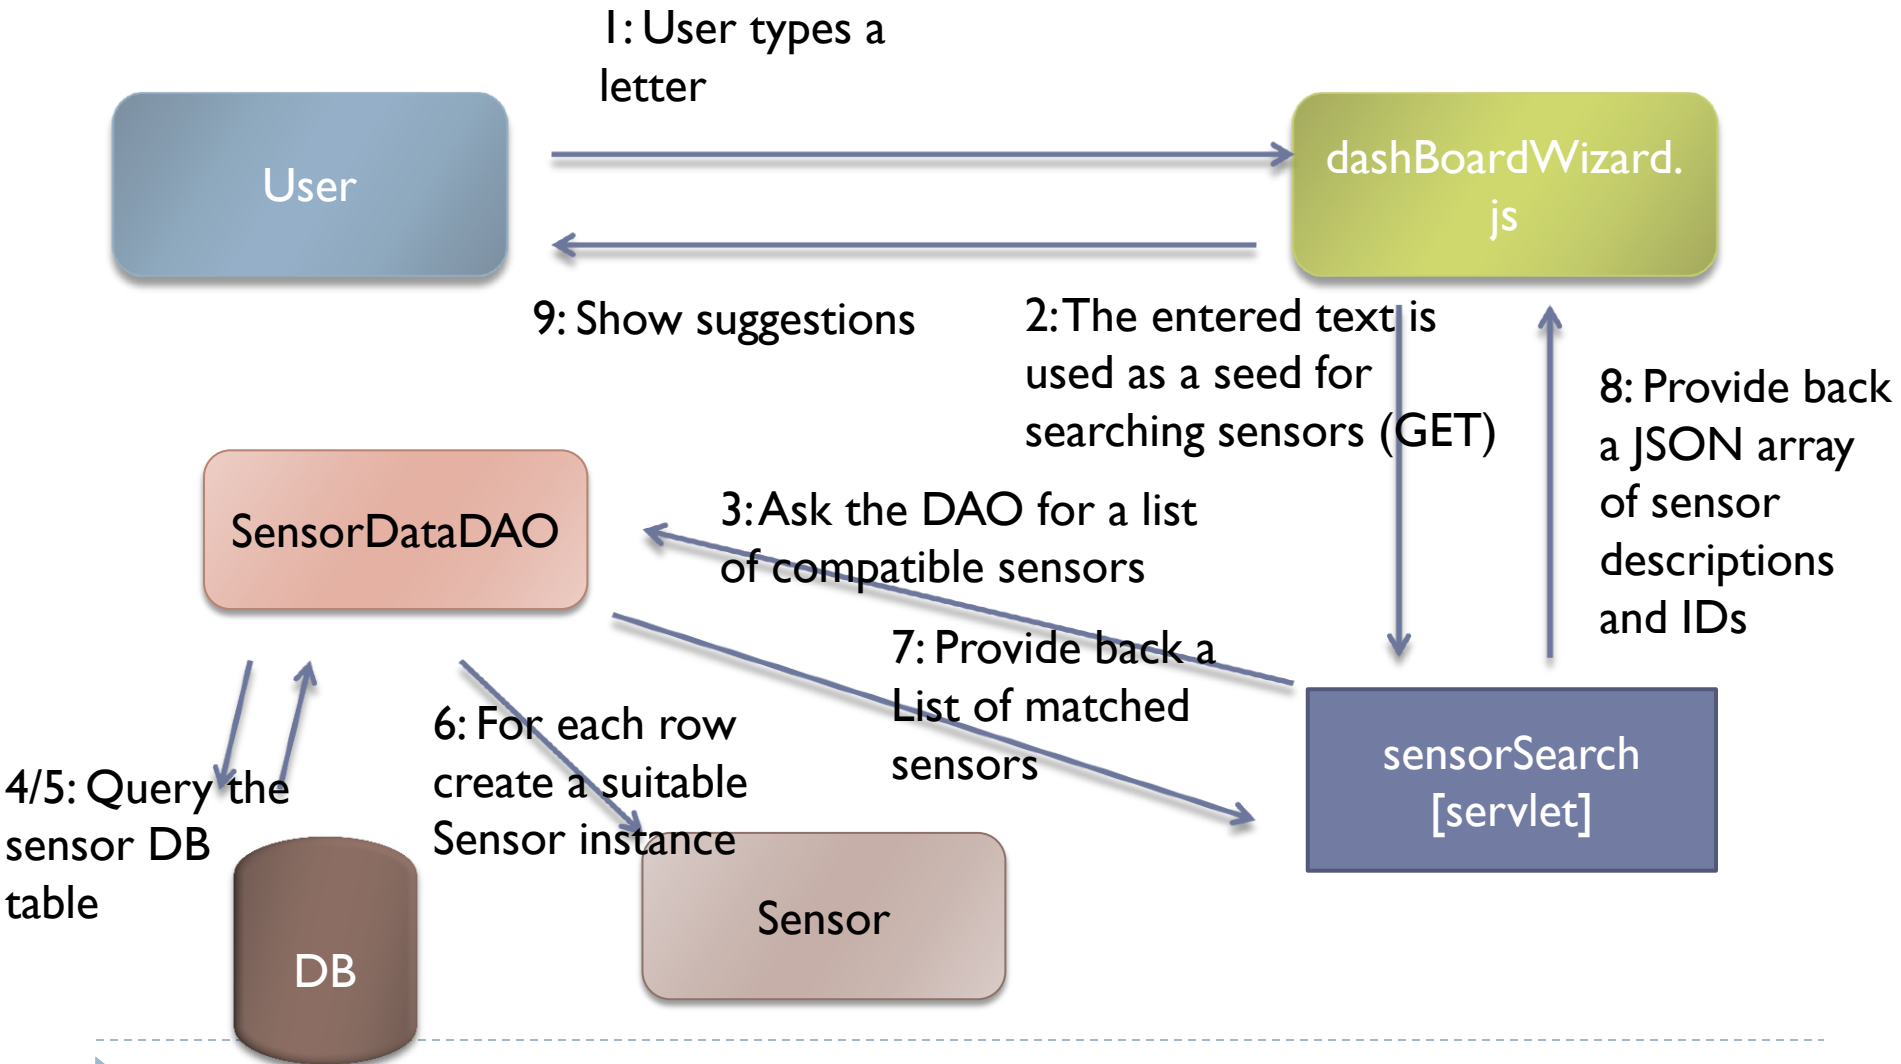 1: User types a
letter
User
dashBoardWizard.
js
9: Show suggestions
2: The entered text is
used as a seed for
searching sensors (GET)
8: Provide back
a JSON array
of sensor
descriptions
and IDs
SensorDataDAO
3: Ask the DAO for a list
of compatible sensors
7: Provide back a
List of matched
sensors
6: For each row
create a suitable
Sensor instance
4/5: Query the
sensor DB
table
sensorSearch
[servlet]
Sensor
DB